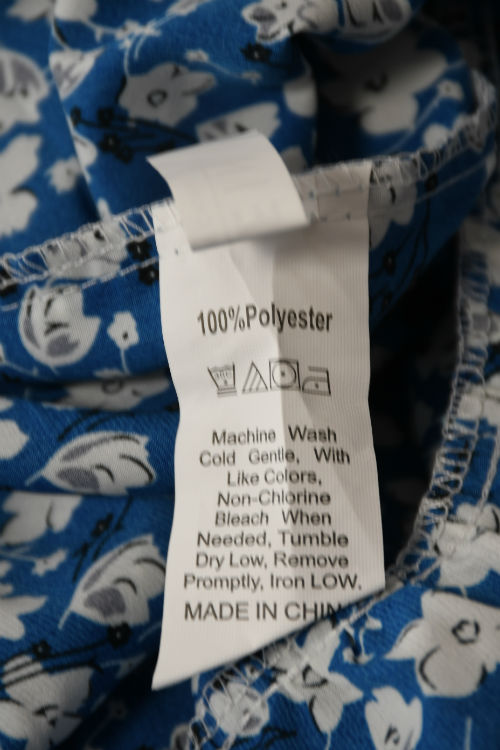 100%Polyester
Machine Wash
Cold Gentle, With
Like Colors,
Non-Chlorine
Bleach When
Needed, Tumble
Dry Low, Remove
Promptly, Iron LOW.
MADE IN CHIN